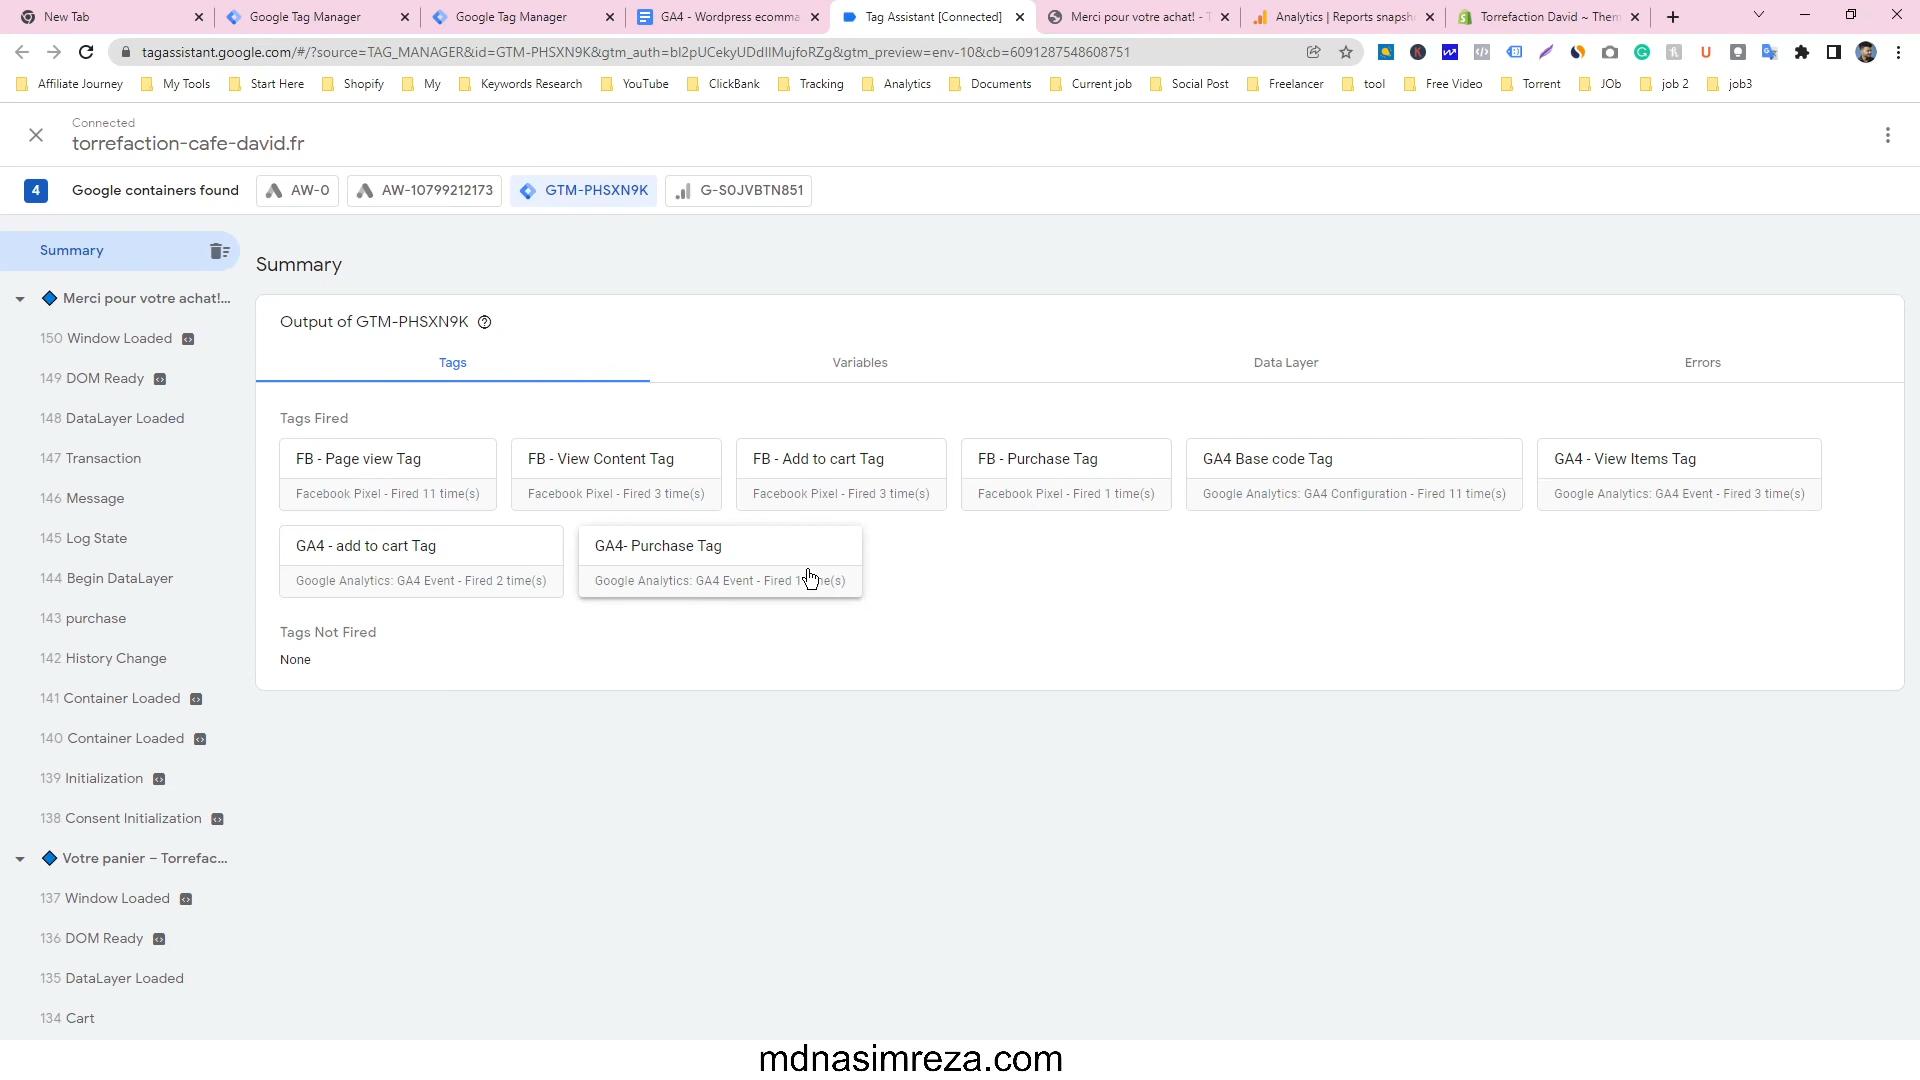 New Tab
Google Tag Manager
Google Tag Manager
GA4 - Wordpress ecomma
Tag Assistant [Connected]
Merci pour votre achat! - T
Analytics | Reports snapsh
Torrefaction David ~ Them
tagassistant.google.com/#/?source=TAG_MANAGER&id=GTM-PHSXN9K&gtm_auth=bI2pUCekyUDdIIMujfoRZg&gtm_preview=env-10&cb=6091287548608751
Affiliate Journey
My Tools
Start Here
Shopify
My
Keywords Research
YouTube
ClickBank
Tracking
Analytics
Documents
Current job
Social Post
Freelancer
tool
Free Video
Torrent
JOb
job 2
job3
Connected
torrefaction-cafe-david.fr
4
Google containers found
AW-0
AW-10799212173
GTM-PHSXN9K
G-S0JVBTN851
Summary
Merci pour votre achat!...
150 Window Loaded
149 DOM Ready
148 DataLayer Loaded
147 Transaction
146 Message
145 Log State
144 Begin DataLayer
143 purchase
142 History Change
141 Container Loaded
140 Container Loaded
139 Initialization
138 Consent Initialization
Votre panier – Torrefac...
137 Window Loaded
136 DOM Ready
135 DataLayer Loaded
134 Cart
Summary
Output of GTM-PHSXN9K
Tags
Variables
Data Layer
Errors
Tags Fired
FB - Page view Tag
Facebook Pixel - Fired 11 time(s)
FB - View Content Tag
Facebook Pixel - Fired 3 time(s)
FB - Add to cart Tag
Facebook Pixel - Fired 3 time(s)
FB - Purchase Tag
Facebook Pixel - Fired 1 time(s)
GA4 Base code Tag
Google Analytics: GA4 Configuration - Fired 11 time(s)
GA4 - View Items Tag
Google Analytics: GA4 Event - Fired 3 time(s)
GA4 - add to cart Tag
Google Analytics: GA4 Event - Fired 2 time(s)
GA4- Purchase Tag
Google Analytics: GA4 Event - Fired
Tags Not Fired
None
mdnasimreza.com